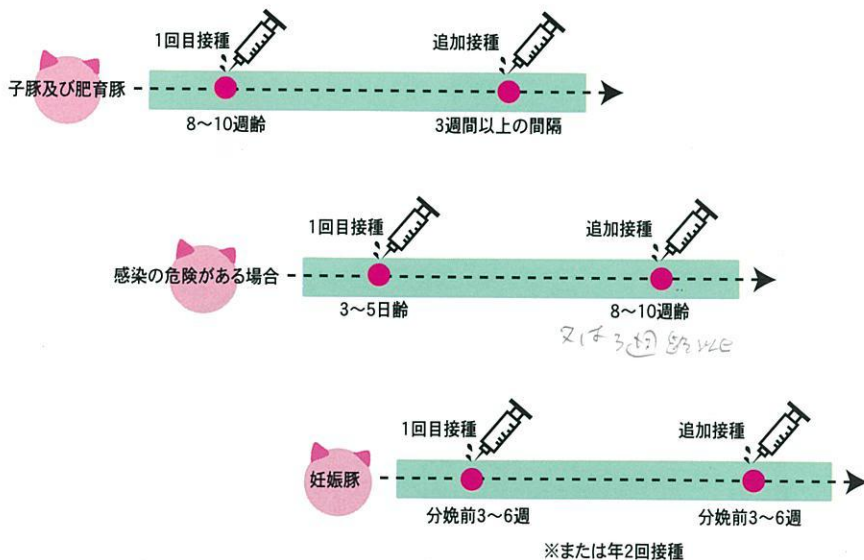 1回目接種
追加接種
子豚及び肥育豚
8～10週齢
3週間以上の間隔
1回目接種
追加接種
感染の危険がある場合
3～5日齢
8～10週齢
又は3週
1回目接種
追加接種
妊娠豚
分娩前3～6週
分娩前3～6週
※または年2回接種